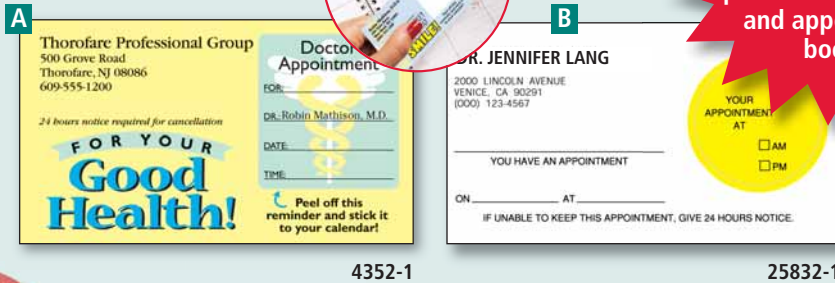 A
Thorofare Professional Group
500 Grove Road
Thorofare, NJ 08086
609-555-1200
24 hours notice required for cancellation
FOR YOUR
Good
Health!
Doctor
Appointment
FOR:
DR.:Robin Mathison, M.D.
DATE:
TIME:
Peel off this
reminder and stick it
to your calendar!
4352-1
SMILE!
B
DR. JENNIFER LANG
2000 LINCOLN AVENUE
VENICE, CA 90291
(000) 123-4567
YOUR
APPOINTMENT
AT
AM
PM
YOU HAVE AN APPOINTMENT
ON AT
IF UNABLE TO KEEP THIS APPOINTMENT, GIVE 24 HOURS NOTICE.
25832-1
and app